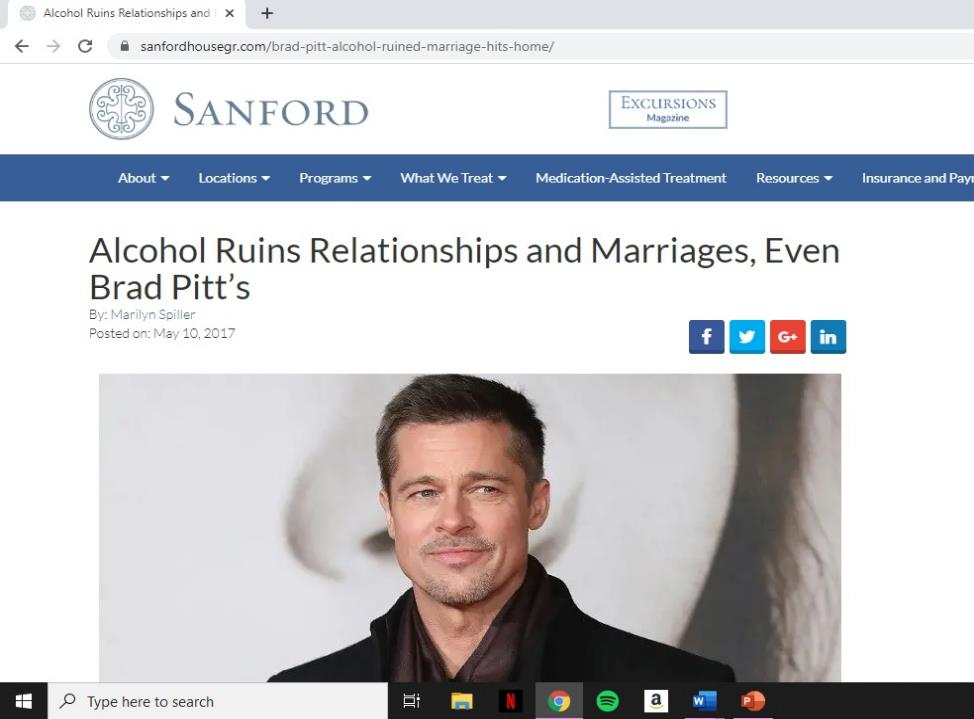 Alcohol Ruins Relationships and
sanfordhousegr.com/brad-pitt-alcohol-ruined-marriage-hits-home/
SANFORD
EXCURSIONS
Magazine
About Locations Programs What We Treat Medication-Assisted Treatment Resources Insurance and
Alcohol Ruins Relationships and Marriages, Even
Brad Pitt’s
By: Marilyn Spiller
Posted on: May 10, 2017
f G+ in
Type here to search N a W P